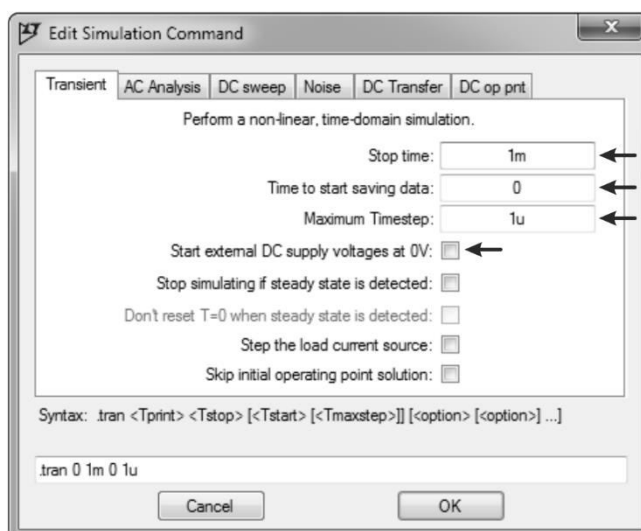 Edit Simulation Command
Transient AC Analysis DC sweep Noise DC Transfer DC op pnt
Perform a non-linear, time-domain simulation.
Stop time: 1m
Time to start saving data: 0
Maximum Timestep: 1u
Start external DC supply voltages at 0V:
Stop simulating if steady state is detected:
Don't reset T=0 when steady state is detected:
Step the load current source:
Skip initial operating point solution:
Syntax: .tran <Tprint> <Tstop> [<Tstart> [<Tmaxstep>]] [<option> [<option>] ...]
.tran 0 1m 0 1u
Cancel OK